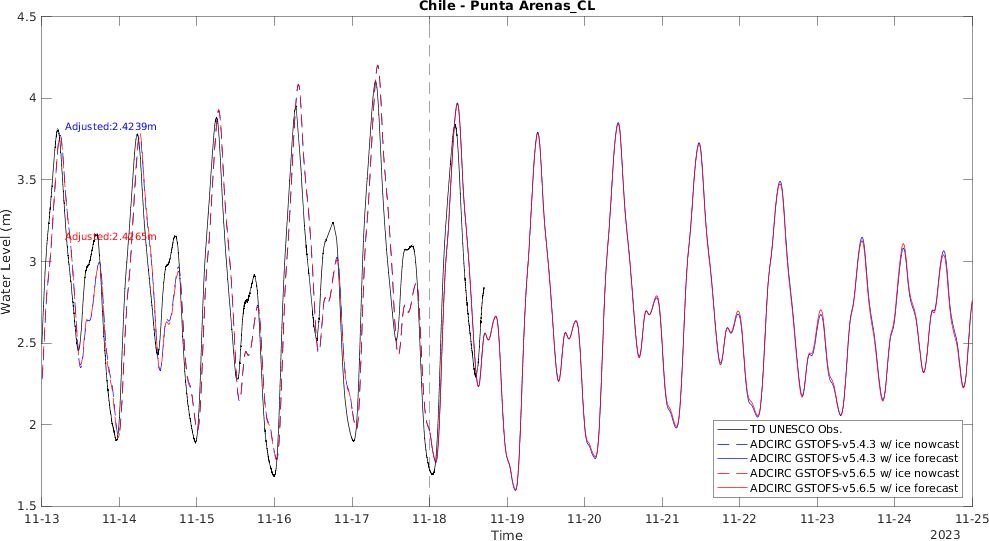 Chile - Punta Arenas_CL
4.5
4
3.5
3
2.5
2
1.5
Water Level (m)
Adjusted:2.4239m
Adjusted:2.4265m
TD UNESCO Obs.
ADCIRC GSTOFS-v5.4.3 w/ ice nowcast
ADCIRC GSTOFS-v5.4.3 w/ ice forecast
ADCIRC GSTOFS-v5.6.5 w/ ice nowcast
ADCIRC GSTOFS-v5.6.5 w/ ice forecast
11-13 11-14 11-15 11-16 11-17 11-18 11-19 11-20 11-21 11-22 11-23 11-24 11-25
Time
2023